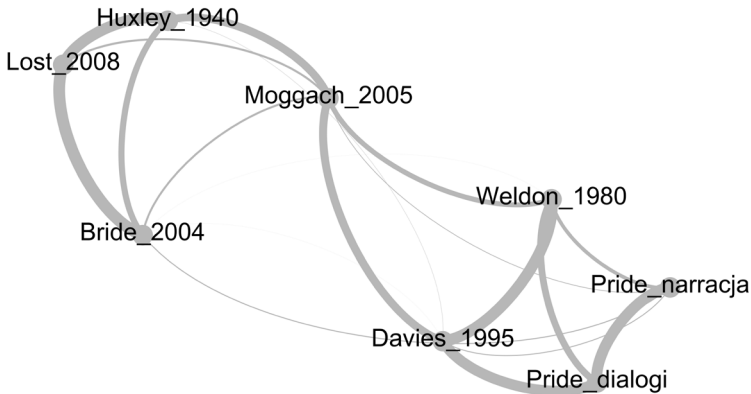 Huxley_1940
Lost_2008
Moggach_2005
Weldon_1980
Bride_2004
Pride_narracja
Davies_1995
Pride_dialogi